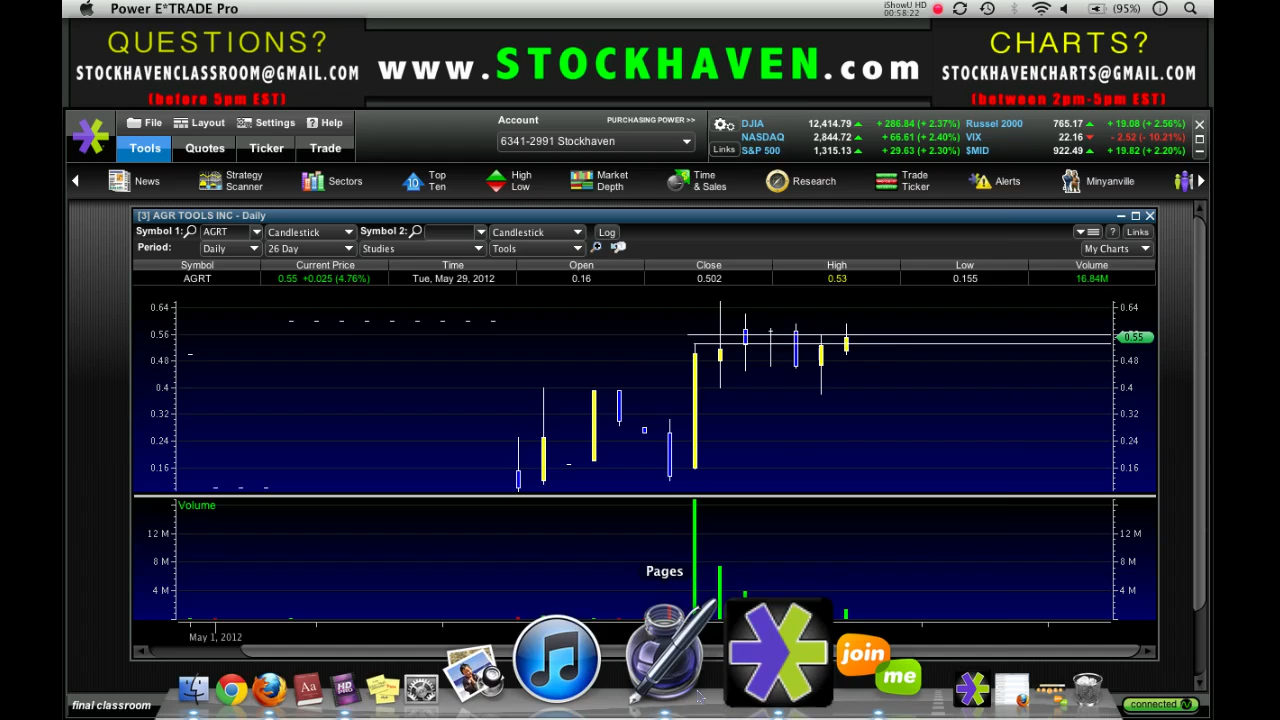 Power E*TRADE Pro
iShowU HD
00:58:22
(95%)
QUESTIONS?
STOCKHAVENCLASSROOM@GMAIL.COM
(before 5pm EST)
www.STOCKHAVEN.com
CHARTS?
STOCKHAVENCHARTS@GMAIL.COM
(between 2pm-5pm EST)
File Layout Settings Help
Tools Quotes Ticker Trade
Account PURCHASING POWER >>
6341-2991 Stockhaven
Links
DJIA 12,414.79 + 286.84 (+ 2.37%) Russel 2000 765.17 + 19.08 (+ 2.56%)
NASDAQ 2,844.72 + 66.61 (+ 2.40%) VIX 22.16 - 2.52 (- 10.21%)
S&P 500 1,315.13 + 29.63 (+ 2.30%) $MID 922.49 + 19.82 (+ 2.20%)
News
Strategy Scanner
Sectors
Top Ten
High Low
Market Depth
Time & Sales
Research
Trade Ticker
Alerts
Minyanville
[3] AGR TOOLS INC - Daily
Symbol 1: AGRT Candlestick Symbol 2: Candlestick Log ? Links
Period: Daily 26 Day Studies Tools My Charts
Symbol Current Price Time Open Close High Low Volume
AGRT 0.55 +0.025 (4.76%) Tue, May 29, 2012 0.16 0.502 0.53 0.155 16.84M
0.64 0.64
0.56 0.55
0.48 0.48
0.4 0.4
0.32 0.32
0.24 0.24
0.16 0.16
Volume
12 M 12 M
8 M 8 M
4 M 4 M
Pages
May 1, 2012
join
me
final classroom
connected